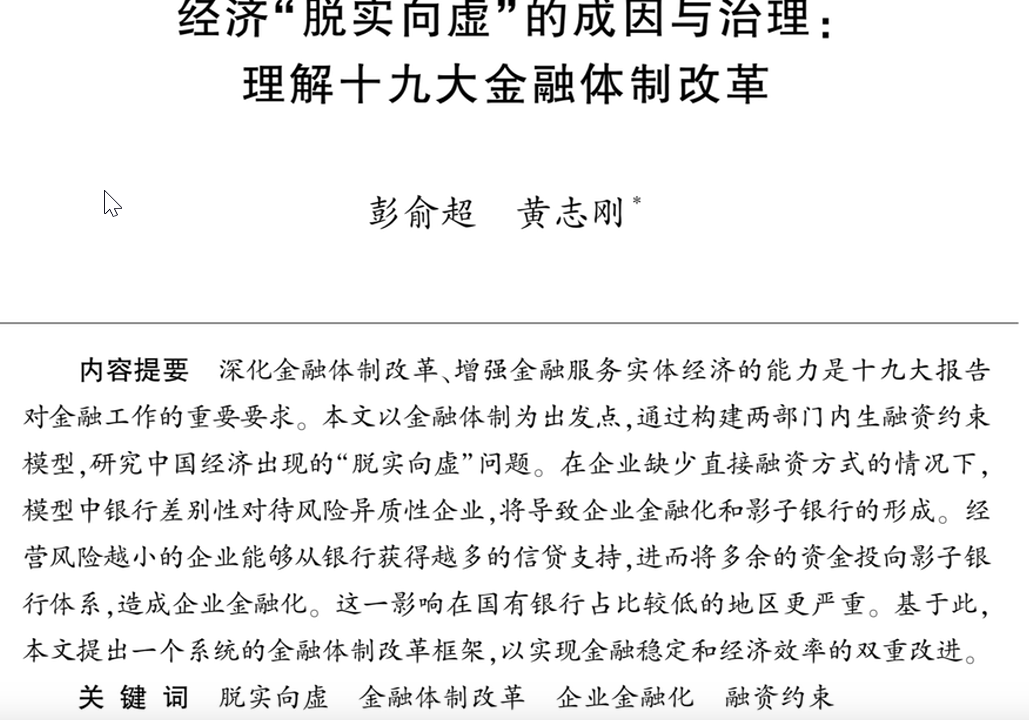 经济“脱实向虚”的成因与治理：
理解十九大金融体制改革
彭俞超 黄志刚*
内容提要 深化金融体制改革、增强金融服务实体经济的能力是十九大报告
对金融工作的重要要求。本文以金融体制为出发点,通过构建两部门内生融资约束
模型,研究中国经济出现的“脱实向虚”问题。在企业缺少直接融资方式的情况下,
模型中银行差别性对待风险异质性企业,将导致企业金融化和影子银行的形成。经
营风险越小的企业能够从银行获得越多的信贷支持,进而将多余的资金投向影子银
行体系,造成企业金融化。这一影响在国有银行占比较低的地区更严重。基于此,
本文提出一个系统的金融体制改革框架,以实现金融稳定和经济效率的双重改进。
关 键 词 脱实向虚 金融体制改革 企业金融化 融资约束